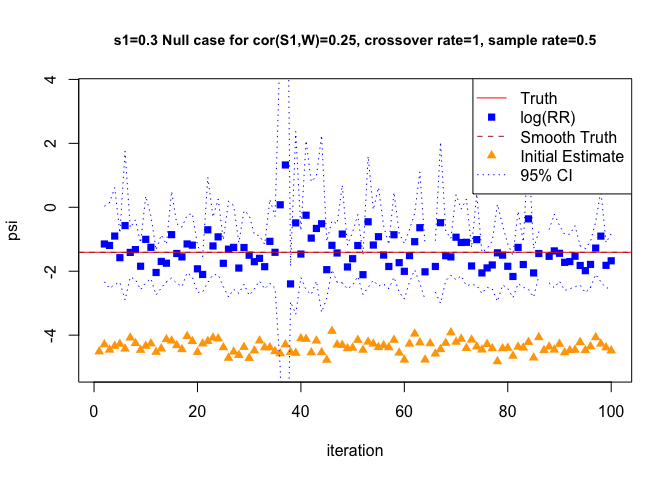 s1=0.3 Null case for cor(S1,W)=0.25, crossover rate=1, sample rate=0.5
psi
4
2
0
-2
-4
Truth
log(RR)
Smooth Truth
Initial Estimate
95% CI
0 20 40 60 80 100
iteration